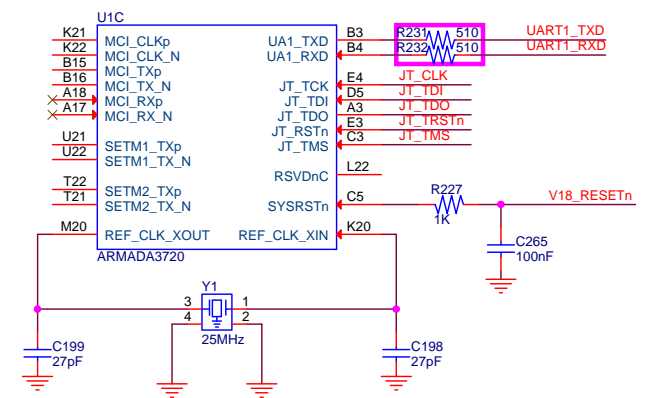 U1C
K21 MCI_CLKp UA1_TXD B3 R231 510 UART1_TXD
K22 MCI_CLK_N UA1_RXD B4 R232 510 UART1_RXD
B15 MCI_TXp
B16 MCI_TX_N JT_TCK E4 JT_CLK
A18 MCI_RXp JT_TDI D5 JT_TDI
A17 MCI_RX_N JT_TDO A3 JT_TDO
JT_RSTn E3 JT_TRSTn
U21 SETM1_TXp JT_TMS C3 JT_TMS
U22 SETM1_TX_N
RSVDnC L22
T22 SETM2_TXp
T21 SETM2_TX_N SYSRSTn C5 R227 1K V18_RESETn
M20 REF_CLK_XOUT REF_CLK_XIN K20
C265
100nF
ARMADA3720
Y1
3 1
4 2
25MHz
C199 C198
27pF 27pF